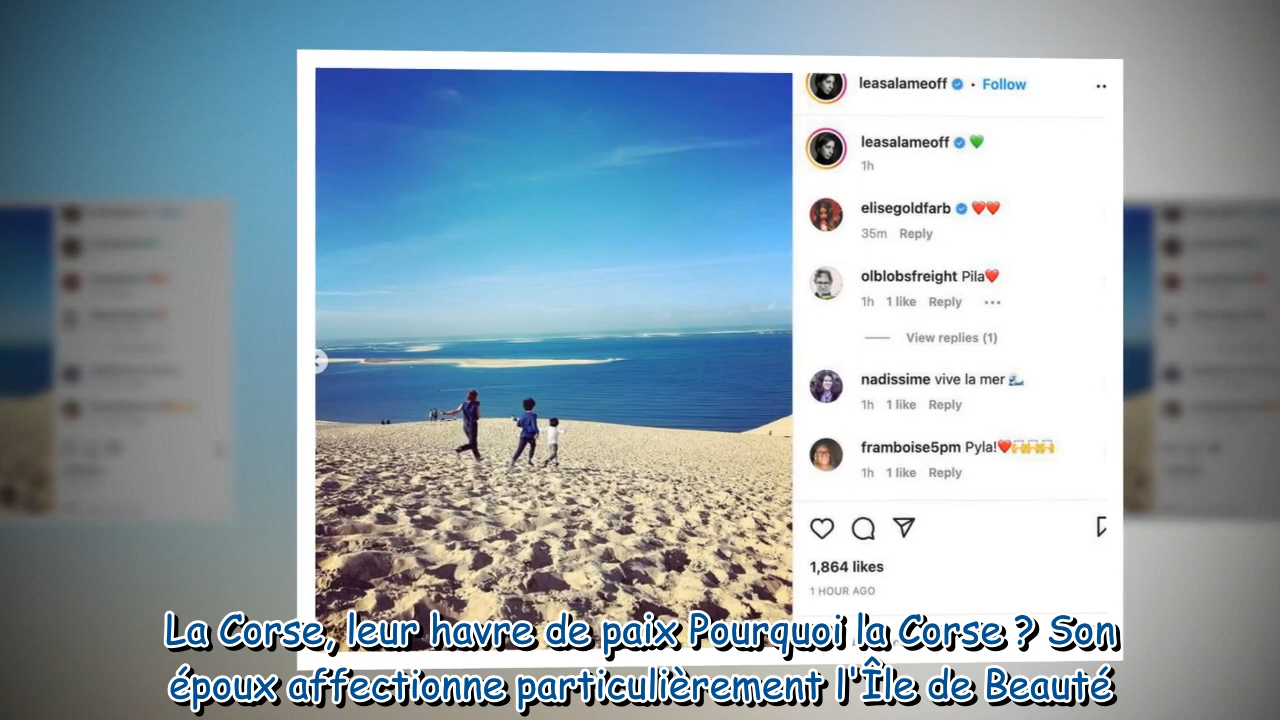 leasalameoff • Follow
leasalameoff 💚
1h
elisegoldfarb ❤️❤️
35m Reply
olblobsfreight Pila❤️
1h 1 like Reply •••
View replies (1)
nadissime vive la mer 🌊
1h 1 like Reply
framboise5pm Pyla!❤️🙌🙌🙌
1h 1 like Reply
1,864 likes
1 HOUR AGO
La Corse, leur havre de paix Pourquoi la Corse ? Son
époux affectionne particulièrement l'Île de Beauté